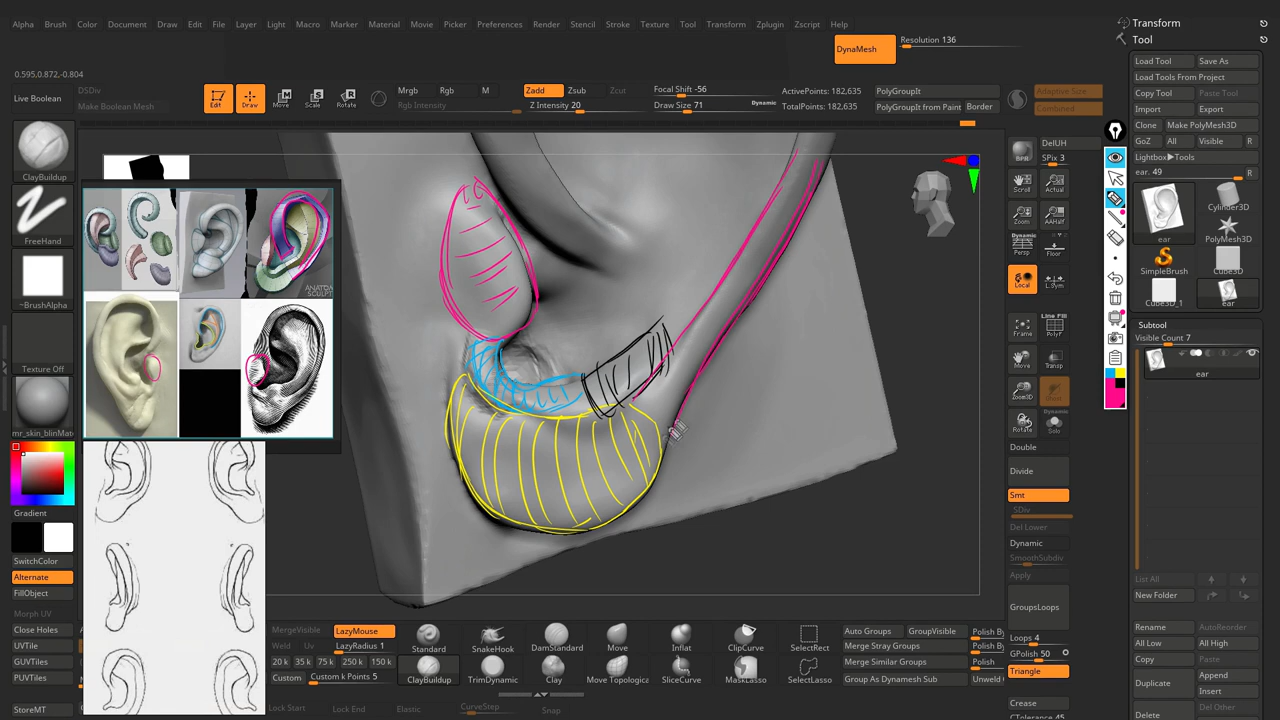 Alpha Brush Color Document Draw Edit File Layer Light Macro Marker Material Movie Picker Preferences Render Stencil Stroke Texture Tool Transform Zplugin Zscript Help
Transform
Tool
DynaMesh
Resolution 136
0.595,0.872,-0.804
Live Boolean
DSDiv
Make Boolean Mesh
Edit
Draw
Move
Scale
Rotate
Mrgb Rgb M
Rgb Intensity
Zadd Zsub Zcut
Z Intensity 20
Focal Shift -56
Draw Size 71
Dynamic
ActivePoints: 182,635
TotalPoints: 182,635
PolyGroupIt
PolyGroupIt from Paint Border
Adaptive Size
Combined
Load Tool Save As
Load Tools From Project
Copy Tool Paste Tool
Import Export
Clone Make PolyMesh3D
GoZ All Visible R
Lightbox▶Tools
ear. 49 R
ear
Cylinder3D
PolyMesh3D
SimpleBrush
Cube3D
Cube3D_1
ear
Subtool
Visible Count 7
ear
List All
New Folder
Rename AutoReorder
All Low All High
Copy Paste
Duplicate
Append
Insert
Delete
Del Other
ClayBuildup
FreeHand
~BrushAlpha
Texture Off
mr_skin_blinMat
Gradient
SwitchColor
Alternate
FillObject
Morph UV
Close Holes
UVTile
GUVTiles
PUVTiles
StoreMT
BPR
DelUH
SPix 3
Scroll
Actual
Zoom
AAHalf
Dynamic
Persp
Floor
Local
L.Sym
Frame
Line Fill
PolyF
Move
Transp
Zoom3D
Rotate
Dynamic
Solo
Double
Divide
Smt
SDiv
Del Lower
Dynamic
SmoothSubdiv
Apply
GroupsLoops
Loops 4
GPolish 50
Triangle
Crease
MergeVisible
Weld Uv
20 k 35 k 75 k 250 k 150 k
Custom
Custom k Points 5
LazyMouse
LazyRadius 1
Standard
SnakeHook
DamStandard
Move
Inflat
ClipCurve
SelectRect
ClayBuildup
TrimDynamic
Clay
Move Topologica
SliceCurve
MaskLasso
SelectLasso
Auto Groups GroupVisible
Merge Stray Groups
Merge Similar Groups
Group As Dynamesh Sub
Polish By
Polish By
Polish
Unweld
Lock Start Lock End Elastic CurveStep Snap